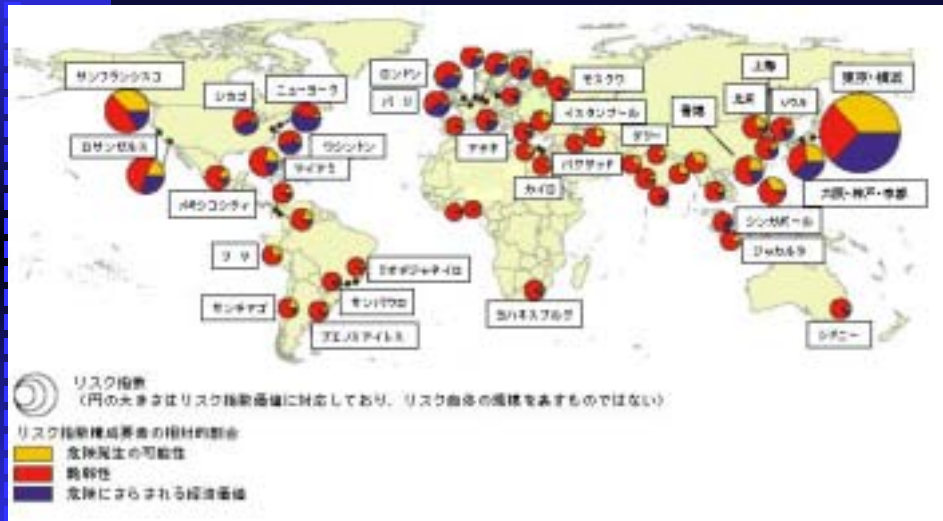 サンフランシスコ
シカゴ
ニューヨーク
ロサンゼルス
ワシントン
マイアミ
メキシコシティ
リマ
リオデジャネイロ
サンチアゴ
サンパウロ
ブエノスアイレス
ロンドン
パリ
モスクワ
イスタンブール
アテネ
バグダッド
カイロ
デリー
ヨハネスブルグ
香港
上海
北京
ソウル
東京・横浜
大阪・神戸・京都
シンガポール
ジャカルタ
シドニー
リスク指数
（円の大きさはリスク指数価値に対応しており、リスク自体の規模を表すものではない）
リスク指数構成要素の相対的割合
危険発生の可能性
脆弱性
危険にさらされる経済価値